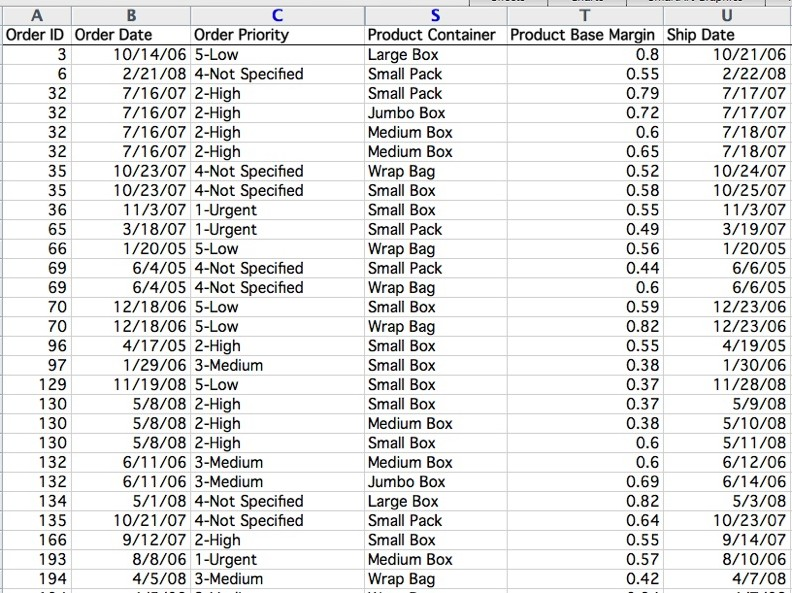 A B C S T U
Order ID Order Date Order Priority Product Container Product Base Margin Ship Date
3 10/14/06 5-Low Large Box 0.8 10/21/06
6 2/21/08 4-Not Specified Small Pack 0.55 2/22/08
32 7/16/07 2-High Small Pack 0.79 7/17/07
32 7/16/07 2-High Jumbo Box 0.72 7/17/07
32 7/16/07 2-High Medium Box 0.6 7/18/07
32 7/16/07 2-High Medium Box 0.65 7/18/07
35 10/23/07 4-Not Specified Wrap Bag 0.52 10/24/07
35 10/23/07 4-Not Specified Small Box 0.58 10/25/07
36 11/3/07 1-Urgent Small Box 0.55 11/3/07
65 3/18/07 1-Urgent Small Pack 0.49 3/19/07
66 1/20/05 5-Low Wrap Bag 0.56 1/20/05
69 6/4/05 4-Not Specified Small Pack 0.44 6/6/05
69 6/4/05 4-Not Specified Wrap Bag 0.6 6/6/05
70 12/18/06 5-Low Small Box 0.59 12/23/06
70 12/18/06 5-Low Wrap Bag 0.82 12/23/06
96 4/17/05 2-High Small Box 0.55 4/19/05
97 1/29/06 3-Medium Small Box 0.38 1/30/06
129 11/19/08 5-Low Small Box 0.37 11/28/08
130 5/8/08 2-High Small Box 0.37 5/9/08
130 5/8/08 2-High Medium Box 0.38 5/10/08
130 5/8/08 2-High Small Box 0.6 5/11/08
132 6/11/06 3-Medium Medium Box 0.6 6/12/06
132 6/11/06 3-Medium Jumbo Box 0.69 6/14/06
134 5/1/08 4-Not Specified Large Box 0.82 5/3/08
135 10/21/07 4-Not Specified Small Pack 0.64 10/23/07
166 9/12/07 2-High Small Box 0.55 9/14/07
193 8/8/06 1-Urgent Medium Box 0.57 8/10/06
194 4/5/08 3-Medium Wrap Bag 0.42 4/7/08